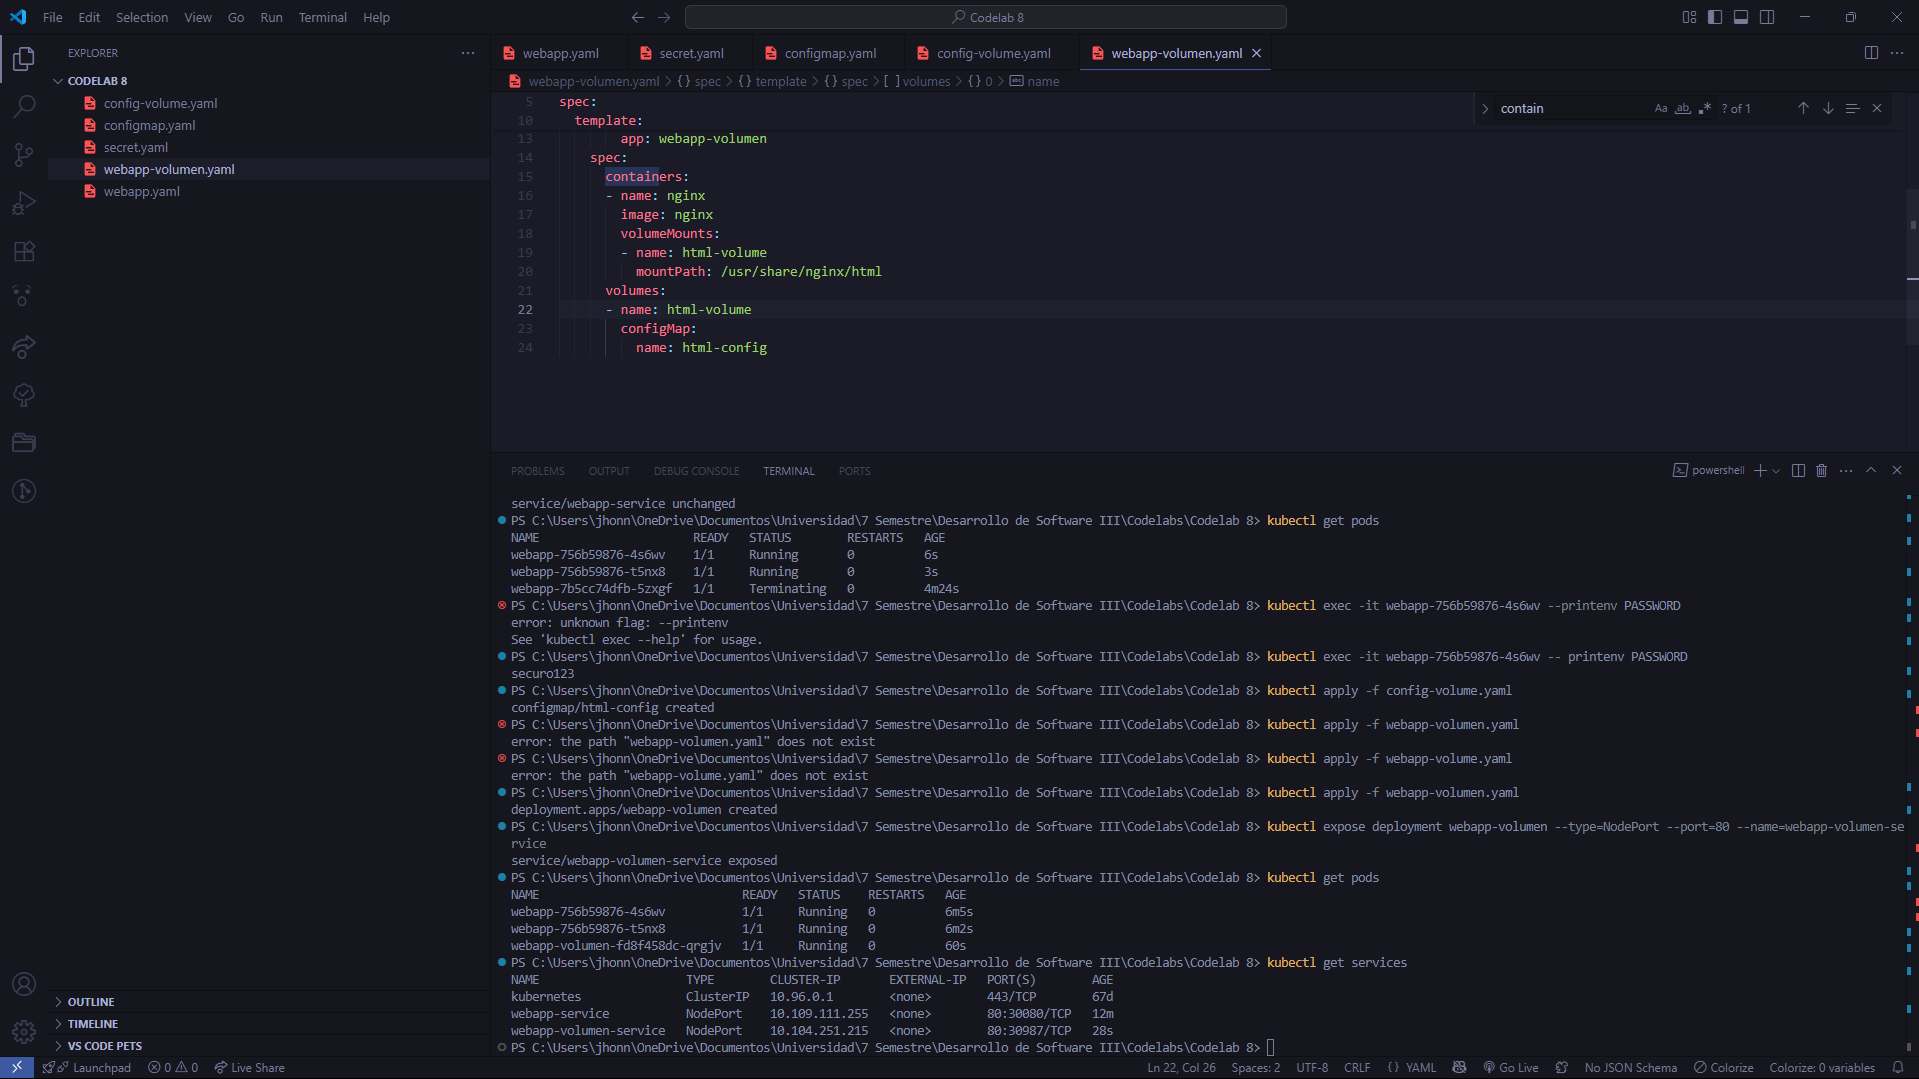 File Edit Selection View Go Run Terminal Help
Codelab 8
EXPLORER
CODELAB 8
config-volume.yaml
configmap.yaml
secret.yaml
webapp-volumen.yaml
webapp.yaml
OUTLINE
TIMELINE
VS CODE PETS
webapp.yaml secret.yaml configmap.yaml config-volume.yaml webapp-volumen.yaml
webapp-volumen.yaml > {} spec > {} template > {} spec > [ ] volumes > {} 0 > abc name
contain Aa ab .* ? of 1
5 spec:
10 template:
13 app: webapp-volumen
14 spec:
15 containers:
16 - name: nginx
17 image: nginx
18 volumeMounts:
19 - name: html-volume
20 mountPath: /usr/share/nginx/html
21 volumes:
22 - name: html-volume
23 configMap:
24 name: html-config
PROBLEMS OUTPUT DEBUG CONSOLE TERMINAL PORTS
powershell
service/webapp-service unchanged
PS C:\Users\jhonn\OneDrive\Documentos\Universidad\7 Semestre\Desarrollo de Software III\Codelabs\Codelab 8> kubectl get pods
NAME READY STATUS RESTARTS AGE
webapp-756b59876-4s6wv 1/1 Running 0 6s
webapp-756b59876-t5nx8 1/1 Running 0 3s
webapp-7b5cc74dfb-5zxgf 1/1 Terminating 0 4m24s
PS C:\Users\jhonn\OneDrive\Documentos\Universidad\7 Semestre\Desarrollo de Software III\Codelabs\Codelab 8> kubectl exec -it webapp-756b59876-4s6wv --printenv PASSWORD
error: unknown flag: --printenv
See 'kubectl exec --help' for usage.
PS C:\Users\jhonn\OneDrive\Documentos\Universidad\7 Semestre\Desarrollo de Software III\Codelabs\Codelab 8> kubectl exec -it webapp-756b59876-4s6wv -- printenv PASSWORD
securo123
PS C:\Users\jhonn\OneDrive\Documentos\Universidad\7 Semestre\Desarrollo de Software III\Codelabs\Codelab 8> kubectl apply -f config-volume.yaml
configmap/html-config created
PS C:\Users\jhonn\OneDrive\Documentos\Universidad\7 Semestre\Desarrollo de Software III\Codelabs\Codelab 8> kubectl apply -f webapp-volumen.yaml
error: the path "webapp-volumen.yaml" does not exist
PS C:\Users\jhonn\OneDrive\Documentos\Universidad\7 Semestre\Desarrollo de Software III\Codelabs\Codelab 8> kubectl apply -f webapp-volume.yaml
error: the path "webapp-volume.yaml" does not exist
PS C:\Users\jhonn\OneDrive\Documentos\Universidad\7 Semestre\Desarrollo de Software III\Codelabs\Codelab 8> kubectl apply -f webapp-volumen.yaml
deployment.apps/webapp-volumen created
PS C:\Users\jhonn\OneDrive\Documentos\Universidad\7 Semestre\Desarrollo de Software III\Codelabs\Codelab 8> kubectl expose deployment webapp-volumen --type=NodePort --port=80 --name=webapp-volumen-se
rvice
service/webapp-volumen-service exposed
PS C:\Users\jhonn\OneDrive\Documentos\Universidad\7 Semestre\Desarrollo de Software III\Codelabs\Codelab 8> kubectl get pods
NAME READY STATUS RESTARTS AGE
webapp-756b59876-4s6wv 1/1 Running 0 6m5s
webapp-756b59876-t5nx8 1/1 Running 0 6m2s
webapp-volumen-fd8f458dc-qrgjv 1/1 Running 0 60s
PS C:\Users\jhonn\OneDrive\Documentos\Universidad\7 Semestre\Desarrollo de Software III\Codelabs\Codelab 8> kubectl get services
NAME TYPE CLUSTER-IP EXTERNAL-IP PORT(S) AGE
kubernetes ClusterIP 10.96.0.1 <none> 443/TCP 67d
webapp-service NodePort 10.109.111.255 <none> 80:30080/TCP 12m
webapp-volumen-service NodePort 10.104.251.215 <none> 80:30987/TCP 28s
PS C:\Users\jhonn\OneDrive\Documentos\Universidad\7 Semestre\Desarrollo de Software III\Codelabs\Codelab 8>
Launchpad 0 0 Live Share Ln 22, Col 26 Spaces: 2 UTF-8 CRLF {} YAML Go Live No JSON Schema Colorize Colorize: 0 variables